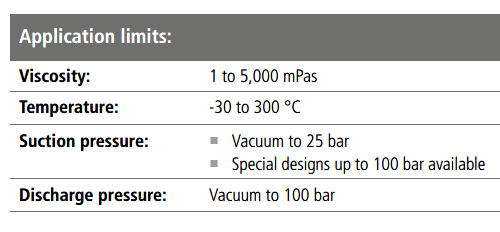 Application limits:
Viscosity: 1 to 5,000 mPas
Temperature: -30 to 300 °C
Suction pressure: ■ Vacuum to 25 bar
■ Special designs up to 100 bar available
Discharge pressure: Vacuum to 100 bar